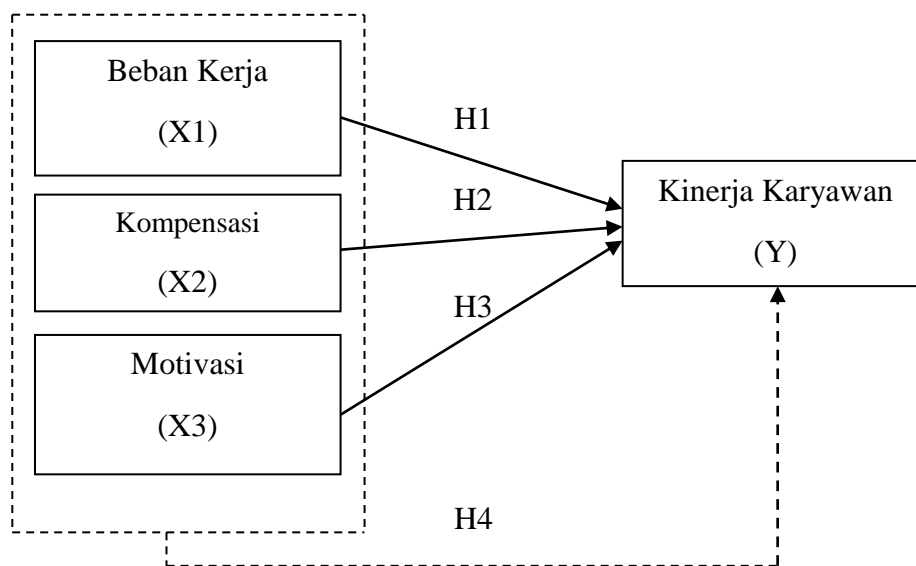 Beban Kerja
(X1)
H1
Kompensasi
(X2)
H2
Motivasi
(X3)
H3
Kinerja Karyawan
(Y)
H4